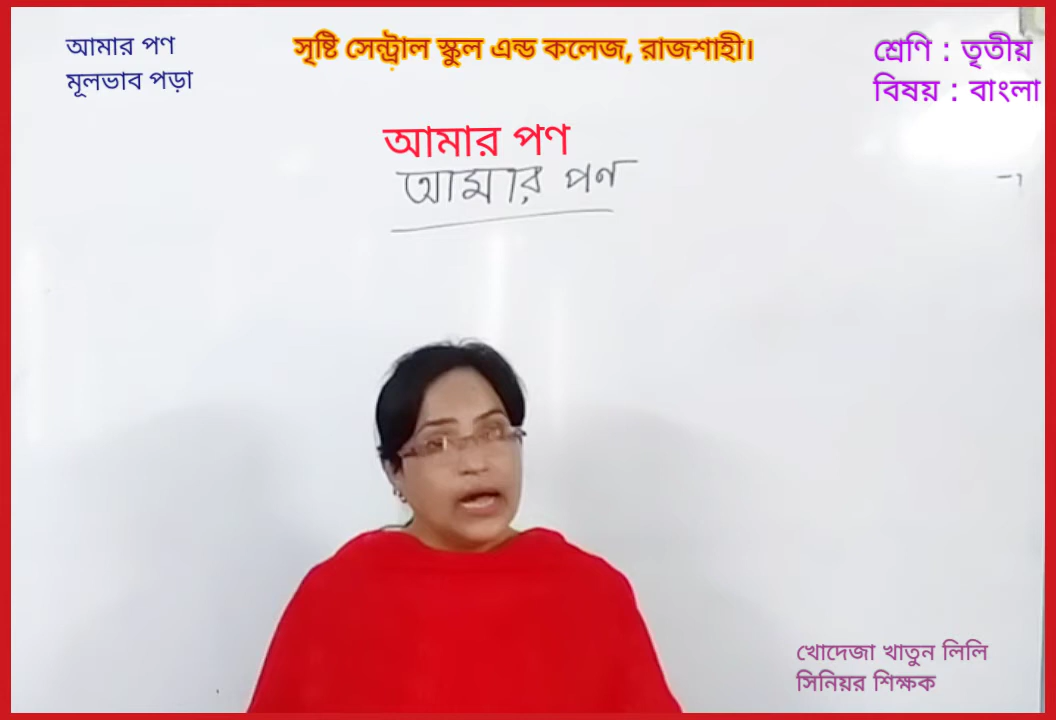 আমার পণ
মূলভাব পড়া
সৃষ্টি সেন্ট্রাল স্কুল এন্ড কলেজ, রাজশাহী।
শ্রেণি : তৃতীয়
বিষয় : বাংলা
আমার পণ
আমার পণ
খোদেজা খাতুন লিলি
সিনিয়র শিক্ষক